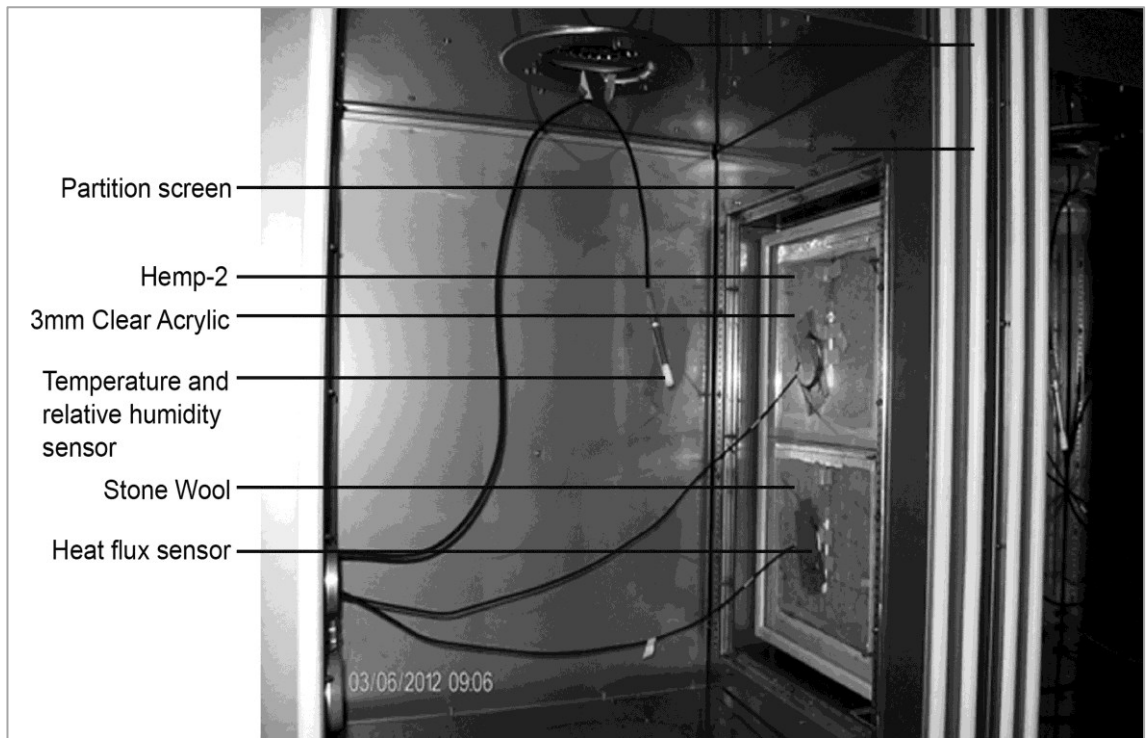 Partition screen
Hemp-2
3mm Clear Acrylic
Temperature and
relative humidity
sensor
Stone Wool
Heat flux sensor
03/06/2012 09:06